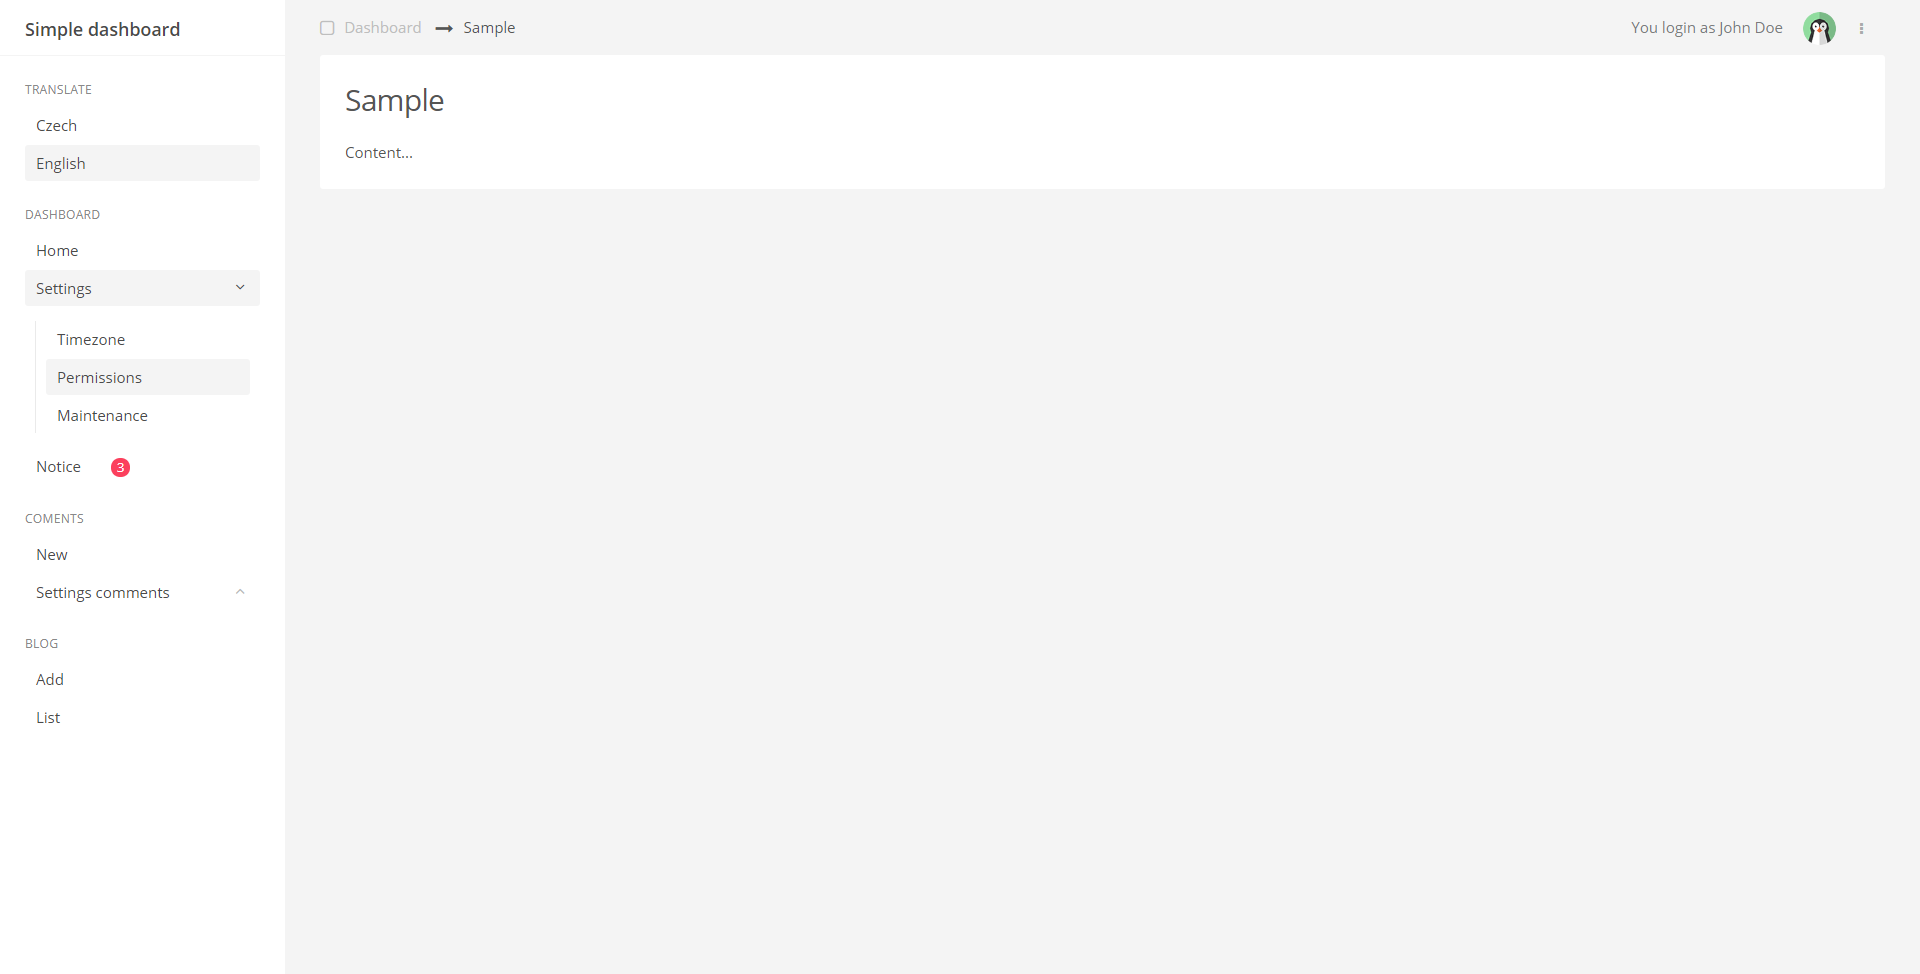 Simple dashboard
TRANSLATE
Czech
English
DASHBOARD
Home
Settings
Timezone
Permissions
Maintenance
Notice 3
COMENTS
New
Settings comments
BLOG
Add
List
Dashboard Sample
You login as John Doe
Sample
Content...